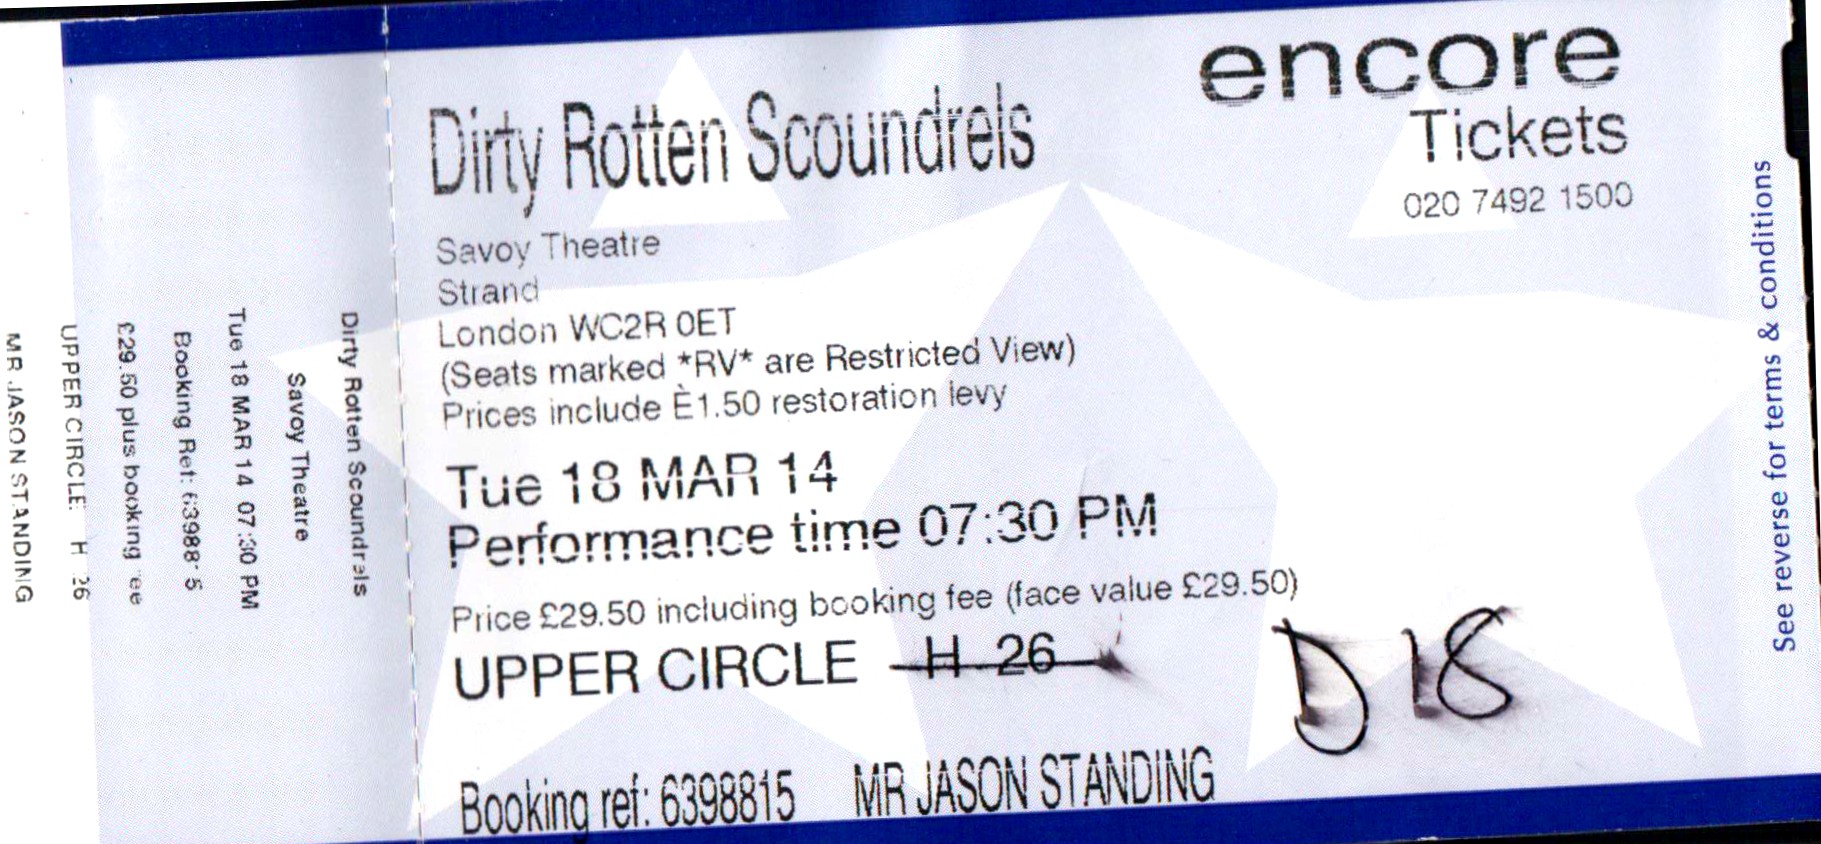 encore
Tickets
020 7492 1500
Dirty Rotten Scoundrels
Savoy Theatre
Strand
London WC2R 0ET
(Seats marked *RV* are Restricted View)
Prices include È1.50 restoration levy
Tue 18 MAR 14
Performance time 07:30 PM
Price £29.50 including booking fee (face value £29.50)
UPPER CIRCLE H 26
D 18
Booking ref: 6398815 MR JASON STANDING
See reverse for terms & conditions
Dirty Rotten Scoundrels
Savoy Theatre
Tue 18 MAR 14 07:30 PM
Booking Ref: 6398815
£29.50 plus booking fee
UPPER CIRCLE: H 26
MR JASON STANDING